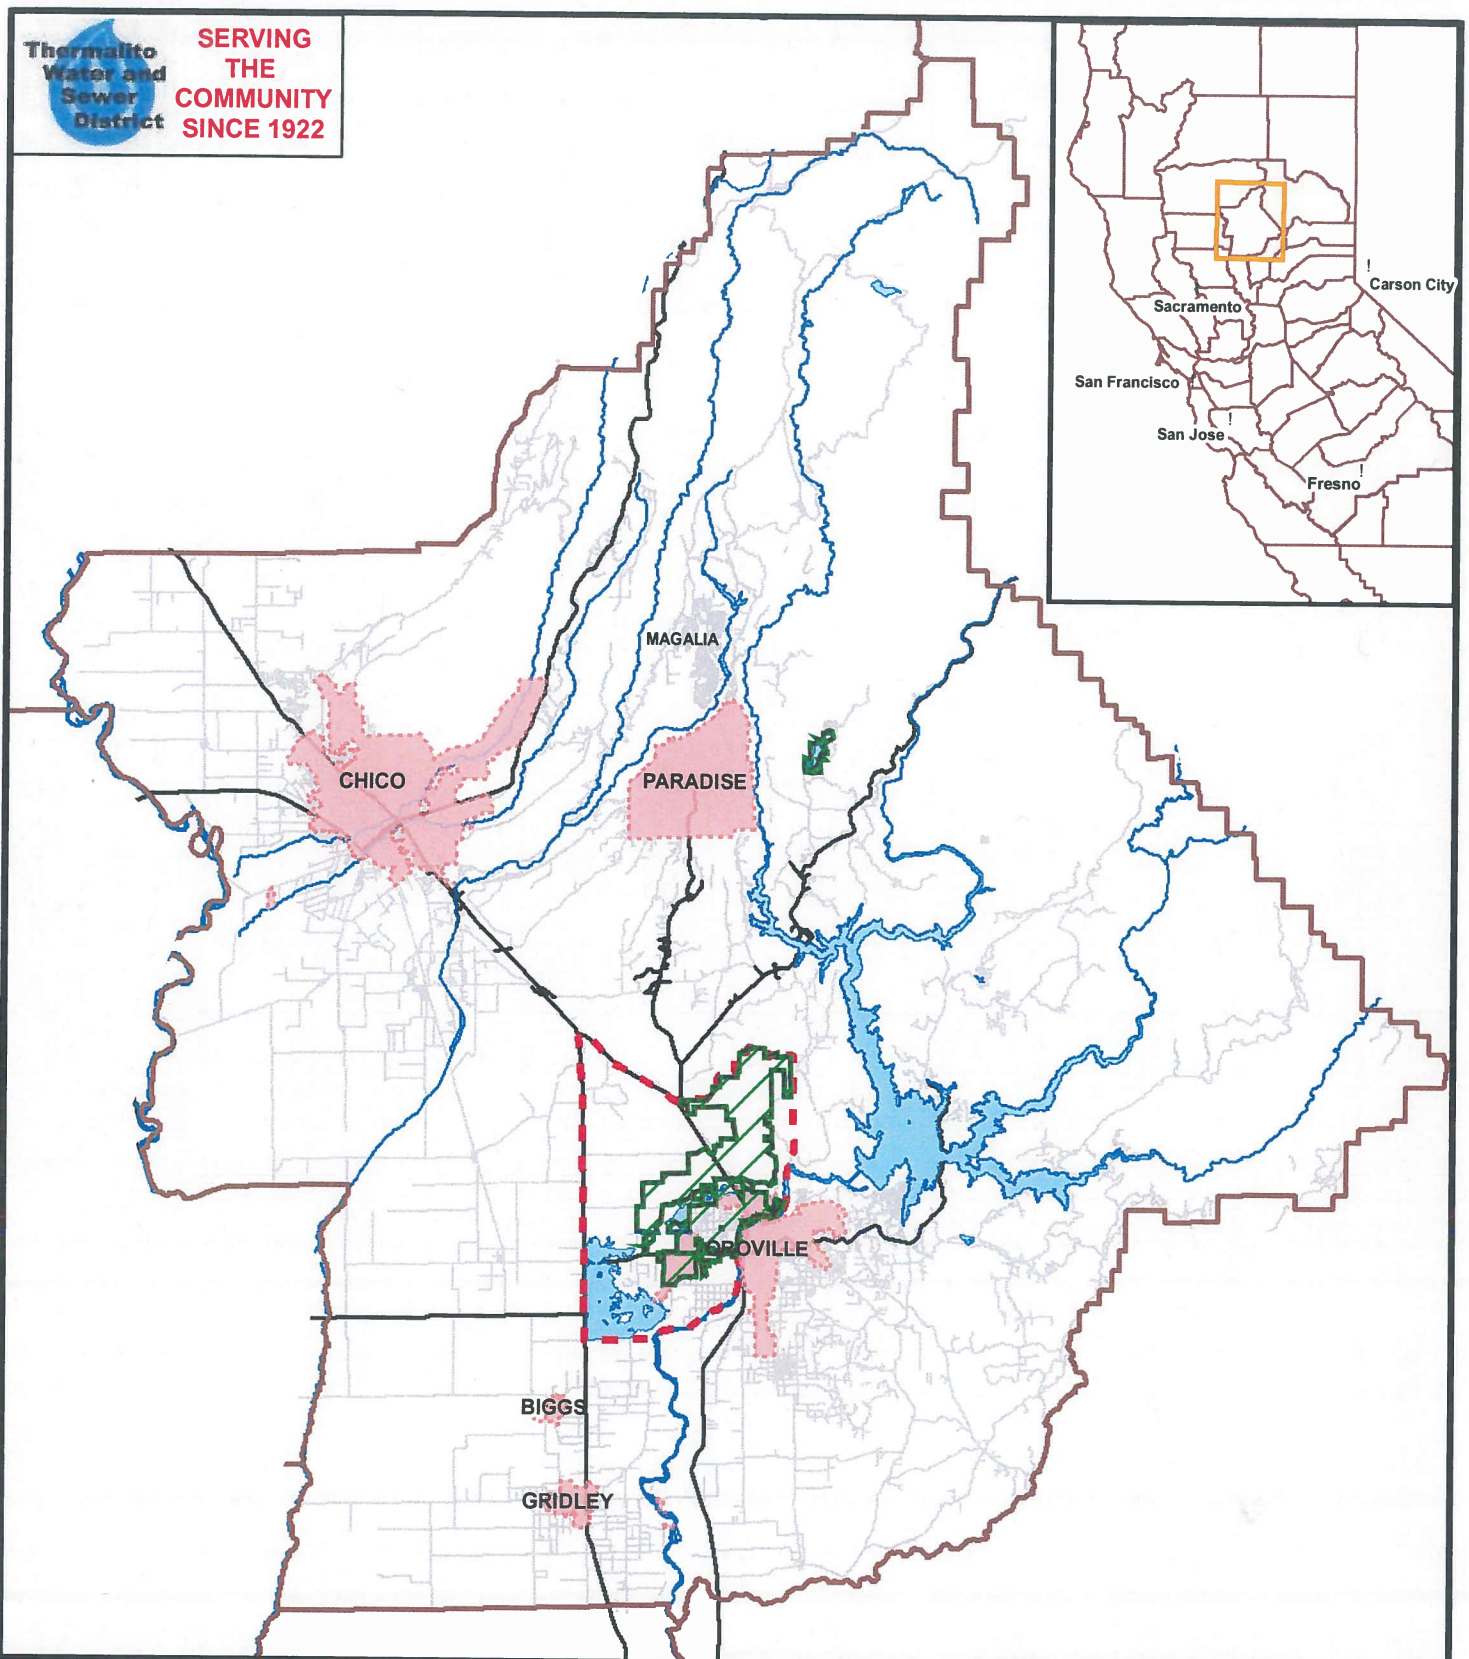 Thermalito
Water and
Sewer
District
SERVING
THE
COMMUNITY
SINCE 1922
Carson City
Sacramento
San Francisco
San Jose
Fresno
MAGALIA
CHICO
PARADISE
OROVILLE
BIGGS
GRIDLEY